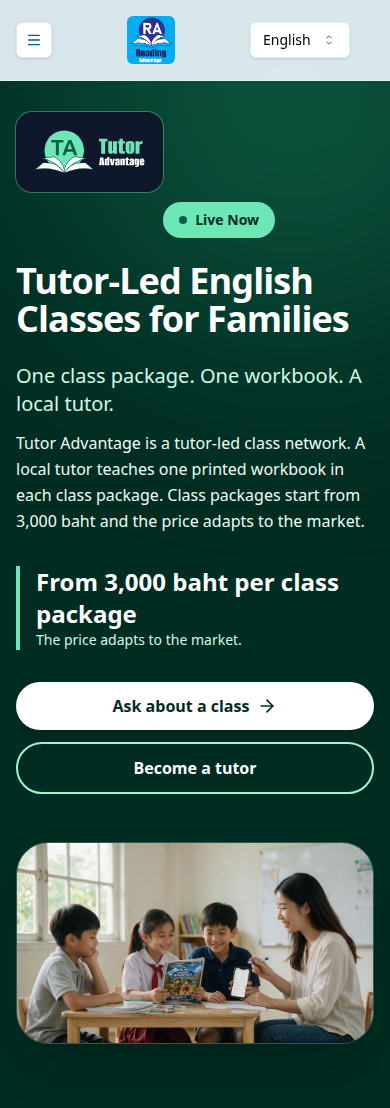 RA
Reading
Advantage
English
TA
Tutor
Advantage
Live Now
Tutor-Led English
Classes for Families
One class package. One workbook. A
local tutor.
Tutor Advantage is a tutor-led class network. A
local tutor teaches one printed workbook in
each class package. Class packages start from
3,000 baht and the price adapts to the market.
From 3,000 baht per class
package
The price adapts to the market.
Ask about a class
Become a tutor